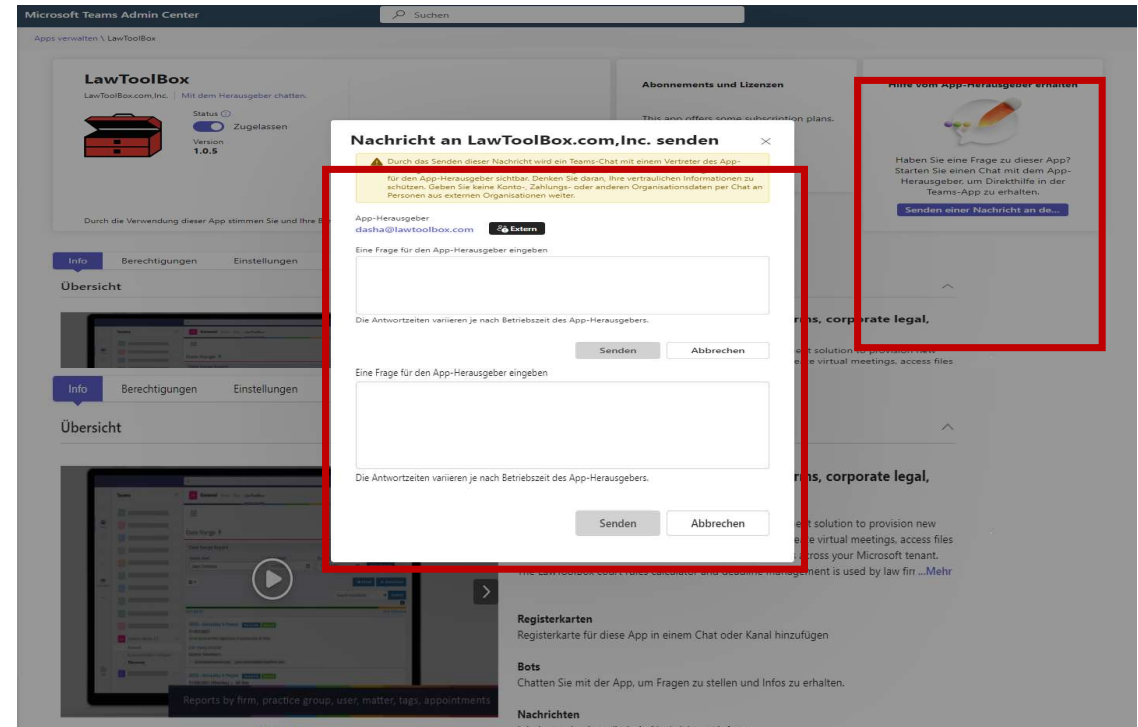 Microsoft Teams Admin Center
Suchen
Apps verwalten \ LawToolBox
LawToolBox
LawToolBox.com,Inc. | Mit dem Herausgeber chatten.
Status
Zugelassen
Version
1.0.5
Durch die Verwendung dieser App stimmen Sie und Ihre
Abonnements und Lizenzen
This app offers some subscription plans.
Hilfe vom App-Herausgeber erhalten
Haben Sie eine Frage zu dieser App?
Starten Sie einen Chat mit dem App-
Herausgeber, um Direkthilfe in der
Teams-App zu erhalten.
Senden einer Nachricht an de...
Nachricht an LawToolBox.com,Inc. senden
Durch das Senden dieser Nachricht wird ein Teams-Chat mit einem Vertreter des App-
für den App-Herausgeber sichtbar. Denken Sie daran, Ihre vertraulichen Informationen zu
schützen. Geben Sie keine Konto-, Zahlungs- oder anderen Organisationsdaten per Chat an
Personen aus externen Organisationen weiter.
App-Herausgeber
dasha@lawtoolbox.com Extern
Eine Frage für den App-Herausgeber eingeben
Die Antwortzeiten variieren je nach Betriebszeit des App-Herausgebers.
Senden Abbrechen
Eine Frage für den App-Herausgeber eingeben
Die Antwortzeiten variieren je nach Betriebszeit des App-Herausgebers.
Senden Abbrechen
Info Berechtigungen Einstellungen
Übersicht
corporate legal,
solution to provision new
virtual meetings, access files
Info Berechtigungen Einstellungen
Übersicht
corporate legal,
solution to provision new
virtual meetings, access files
across your Microsoft tenant.
The LawToolBox court rules calculator and deadline management is used by law firr ...Mehr
Reports by firm, practice group, user, matter, tags, appointments
Registerkarten
Registerkarte für diese App in einem Chat oder Kanal hinzufügen
Bots
Chatten Sie mit der App, um Fragen zu stellen und Infos zu erhalten.
Nachrichten